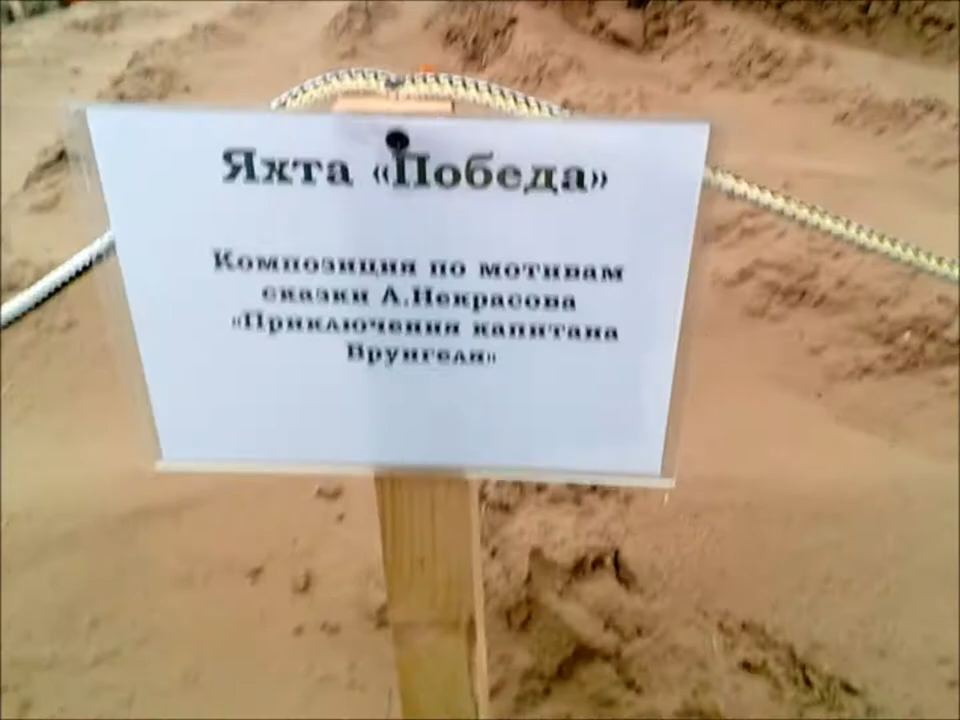 Яхта «Победа»
Композиция по мотивам
сказки А.Некрасова
«Приключения капитана
Врунгеля»